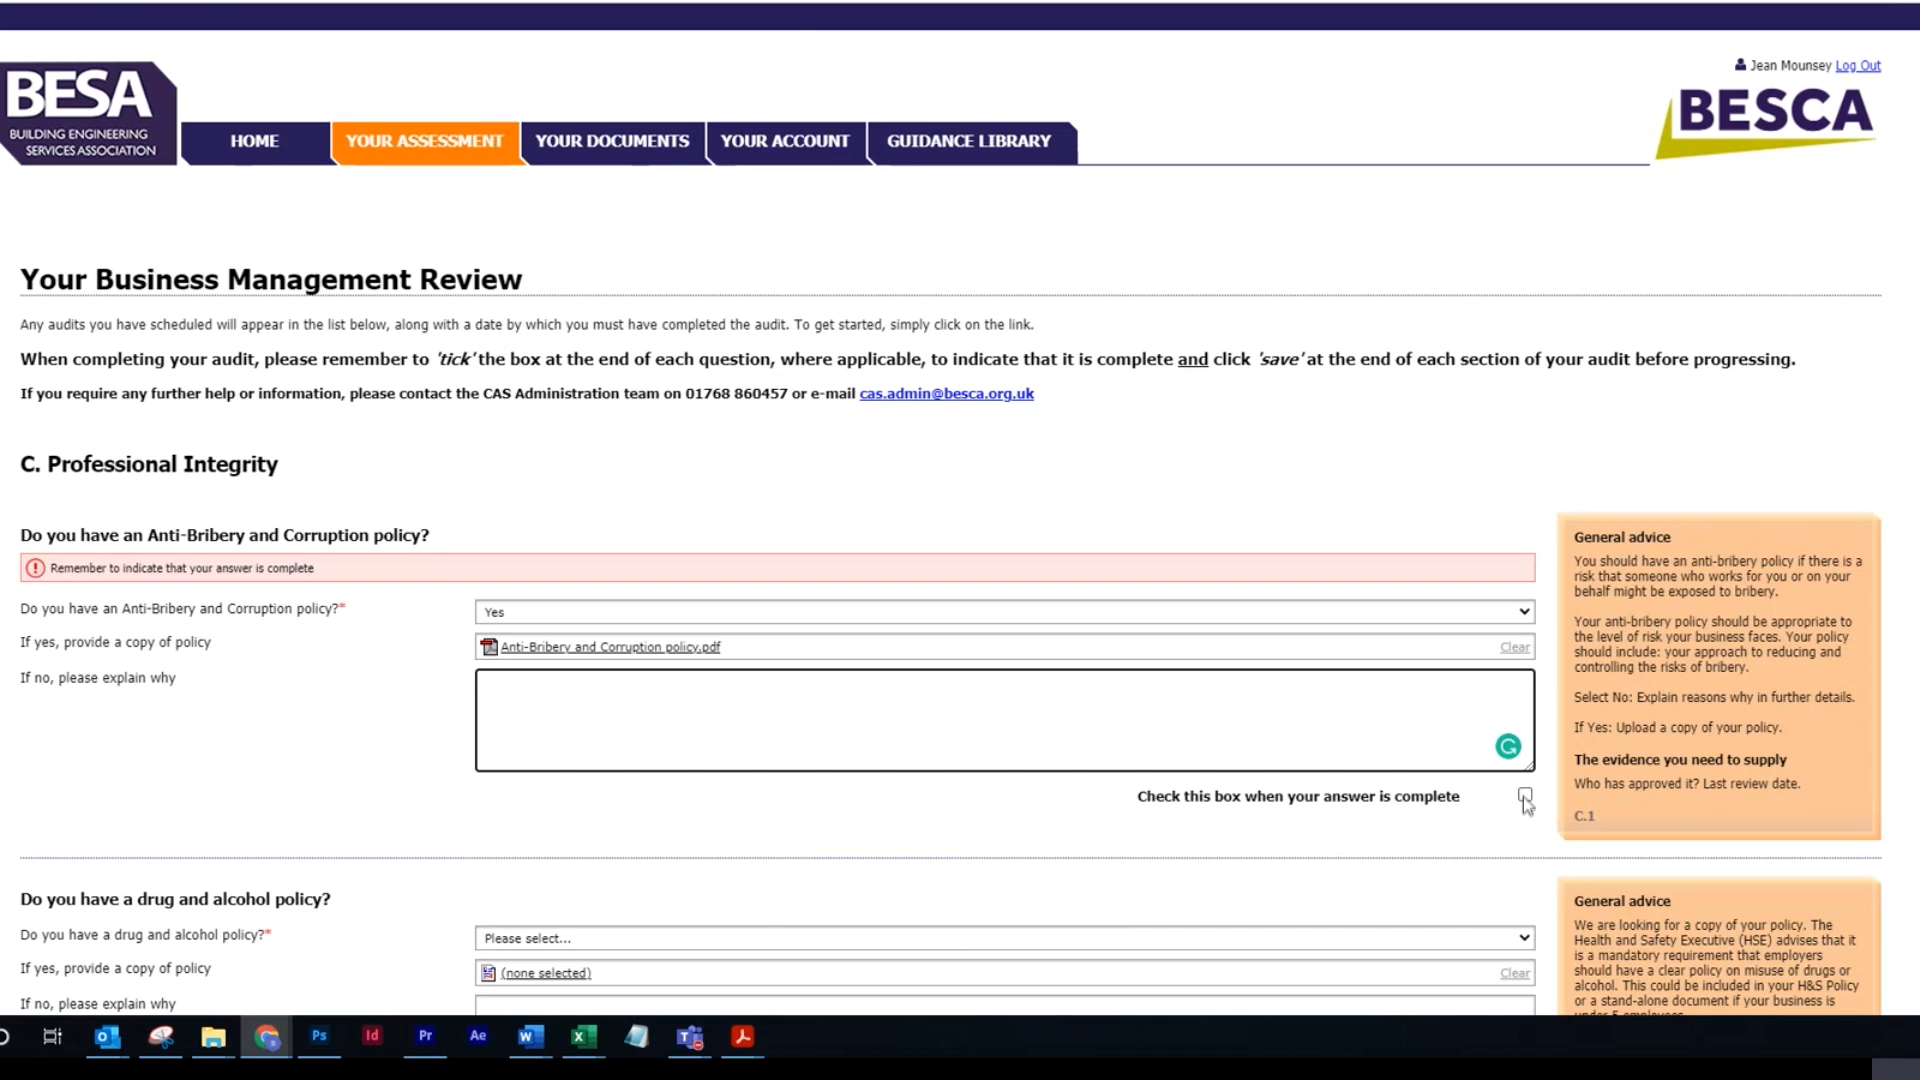 Jean Mounsey Log Out
BESA
BUILDING ENGINEERING
SERVICES ASSOCIATION
HOME
YOUR ASSESSMENT
YOUR DOCUMENTS
YOUR ACCOUNT
GUIDANCE LIBRARY
BESCA
Your Business Management Review
Any audits you have scheduled will appear in the list below, along with a date by which you must have completed the audit. To get started, simply click on the link.
When completing your audit, please remember to 'tick' the box at the end of each question, where applicable, to indicate that it is complete and click 'save' at the end of each section of your audit before progressing.
If you require any further help or information, please contact the CAS Administration team on 01768 860457 or e-mail cas.admin@besca.org.uk
C. Professional Integrity
Do you have an Anti-Bribery and Corruption policy?
Remember to indicate that your answer is complete
Do you have an Anti-Bribery and Corruption policy?*
Yes
If yes, provide a copy of policy
Anti-Bribery and Corruption policy.pdf
Clear
If no, please explain why
Check this box when your answer is complete
General advice
You should have an anti-bribery policy if there is a
risk that someone who works for you or on your
behalf might be exposed to bribery.
Your anti-bribery policy should be appropriate to
the level of risk your business faces. Your policy
should include: your approach to reducing and
controlling the risks of bribery.
Select No: Explain reasons why in further details.
If Yes: Upload a copy of your policy.
The evidence you need to supply
Who has approved it? Last review date.
C.1
Do you have a drug and alcohol policy?
Do you have a drug and alcohol policy?*
Please select...
If yes, provide a copy of policy
(none selected)
Clear
If no, please explain why
General advice
We are looking for a copy of your policy. The
Health and Safety Executive (HSE) advises that it
is a mandatory requirement that employers
should have a clear policy on misuse of drugs or
alcohol. This could be included in your H&S Policy
or a stand-alone document if your business is
under 5 employees.
Ps
Id
Pr
Ae